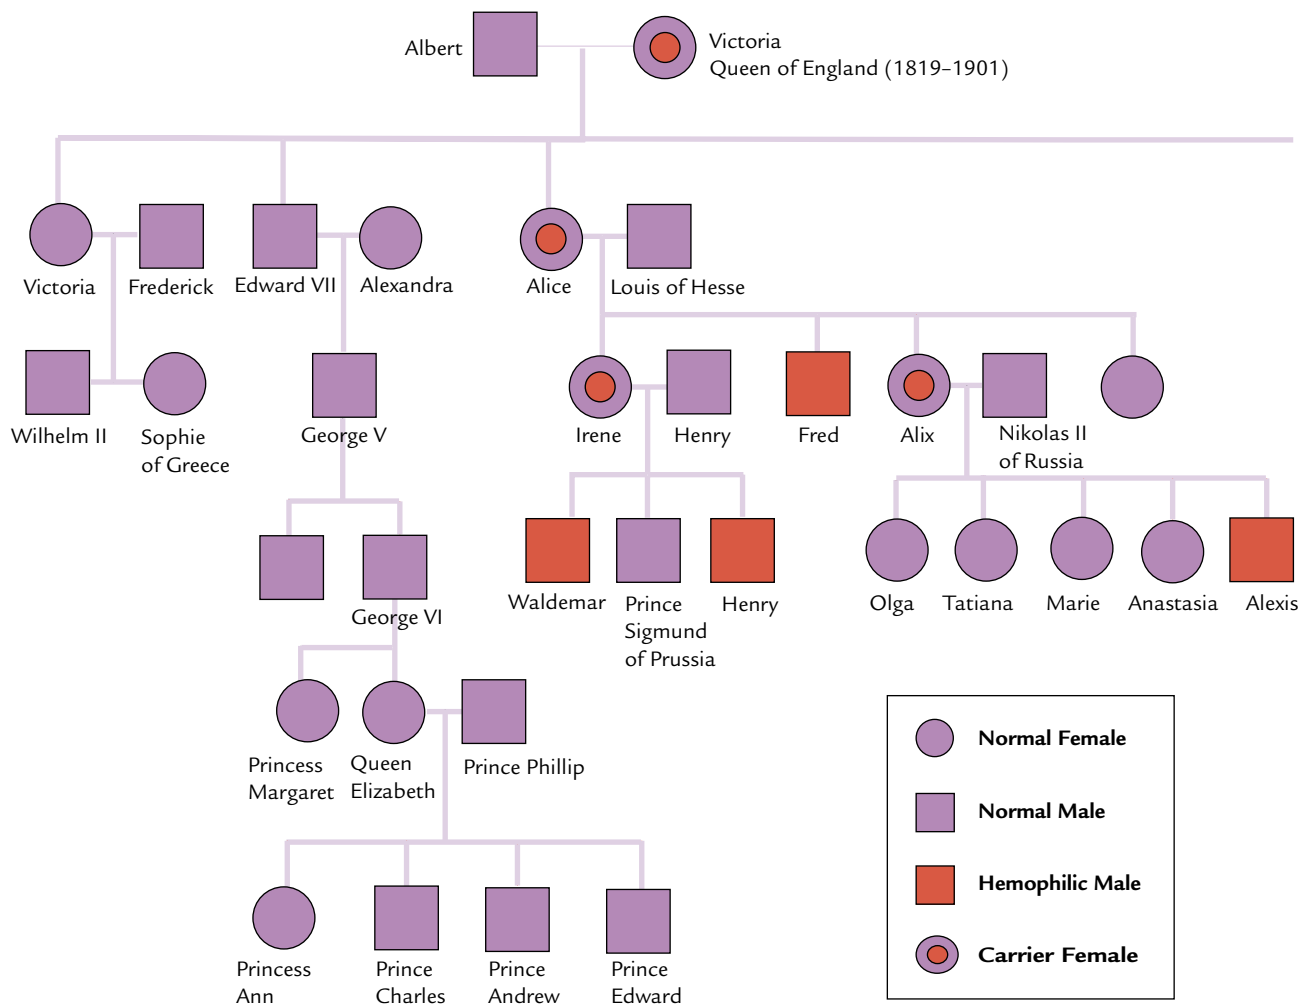 Albert
Victoria
Queen of England (1819–1901)
Victoria
Frederick
Edward VII
Alexandra
Alice
Louis of Hesse
Wilhelm II
Sophie
of Greece
George V
Irene
Henry
Fred
Alix
Nikolas II
of Russia
George VI
Waldemar
Prince
Sigmund
of Prussia
Henry
Olga
Tatiana
Marie
Anastasia
Alexis
Princess
Margaret
Queen
Elizabeth
Prince Phillip
Princess
Ann
Prince
Charles
Prince
Andrew
Prince
Edward
Normal Female
Normal Male
Hemophilic Male
Carrier Female